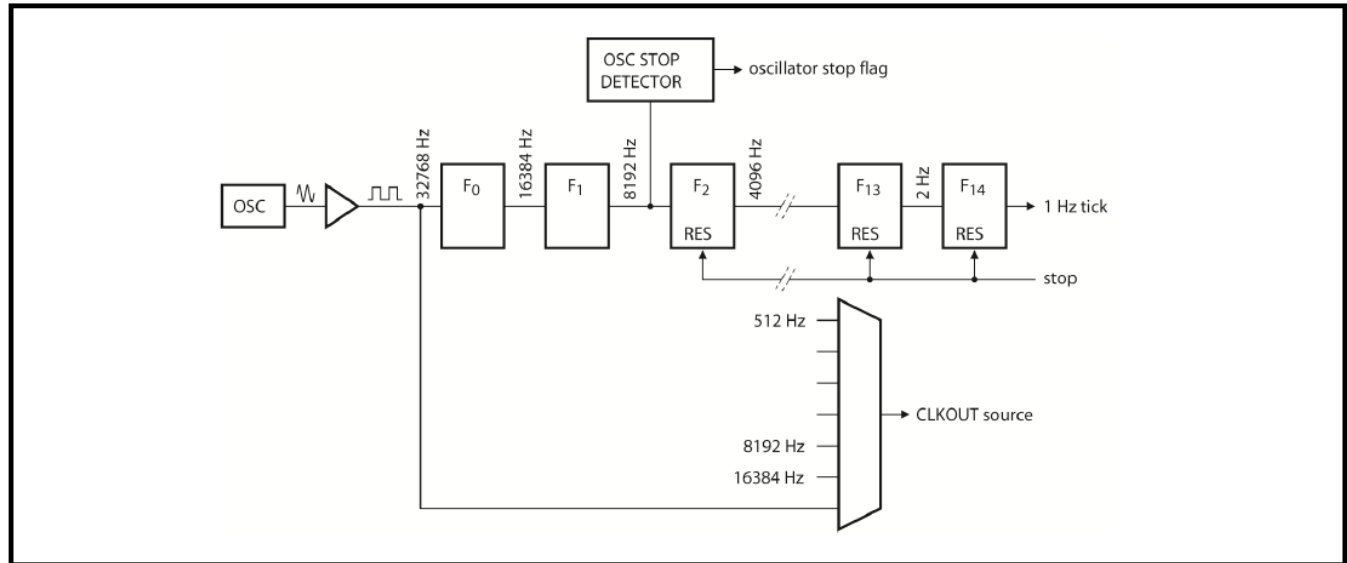 OSC STOP
DETECTOR
oscillator stop flag
32768 Hz
16384 Hz
8192 Hz
4096 Hz
2 Hz
OSC
F0
F1
F2
F13
F14
1 Hz tick
RES
RES
RES
stop
512 Hz
CLKOUT source
8192 Hz
16384 Hz